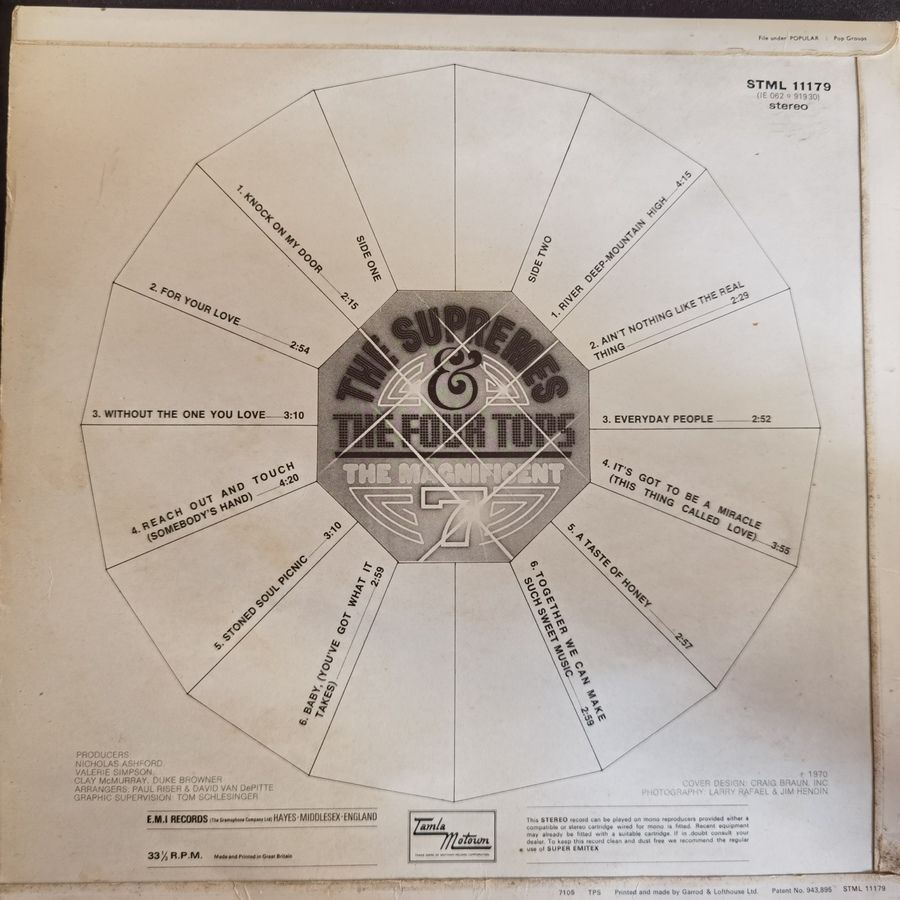 File under POPULAR : Pop Groups
STML 11179
(IE 062 o 91930)
stereo
SIDE ONE
1. KNOCK ON MY DOOR 2:15
2. FOR YOUR LOVE 2:54
3. WITHOUT THE ONE YOU LOVE 3:10
4. REACH OUT AND TOUCH
(SOMEBODY'S HAND) 4:20
5. STONED SOUL PICNIC 3:10
6. BABY, (YOU'VE GOT WHAT IT
TAKES) 2:59
SIDE TWO
1. RIVER DEEP-MOUNTAIN HIGH 4:15
2. AIN'T NOTHING LIKE THE REAL
THING 2:29
3. EVERYDAY PEOPLE 2:52
4. IT'S GOT TO BE A MIRACLE
(THIS THING CALLED LOVE) 3:55
5. A TASTE OF HONEY 2:57
6. TOGETHER WE CAN MAKE
SUCH SWEET MUSIC 2:59
THE SUPREMES
&
THE FOUR TOPS
THE MAGNIFICENT
7
PRODUCERS:
NICHOLAS ASHFORD,
VALERIE SIMPSON,
CLAY McMURRAY, DUKE BROWNER
ARRANGERS: PAUL RISER & DAVID VAN DePITTE
GRAPHIC SUPERVISION: TOM SCHLESINGER
℗ 1970
COVER DESIGN: CRAIG BRAUN, INC.
PHOTOGRAPHY: LARRY RAFAEL & JIM HENDIN
E.M.I RECORDS (The Gramophone Company Ltd) HAYES · MIDDLESEX · ENGLAND
33⅓ R.P.M. Made and Printed in Great Britain
Tamla
Motown
TRADE MARK OF MOTOWN RECORD CORPORATION
This STEREO record can be played on mono reproducers provided either a
compatible or stereo cartridge wired for mono is fitted. Recent equipment
may already be fitted with a suitable cartridge. If in doubt consult your
dealer. To keep this record clean and dust free we recommend the regular
use of SUPER EMITEX
7109 TPS Printed and made by Garrod & Lofthouse Ltd. Patent No. 943,895 STML 11179